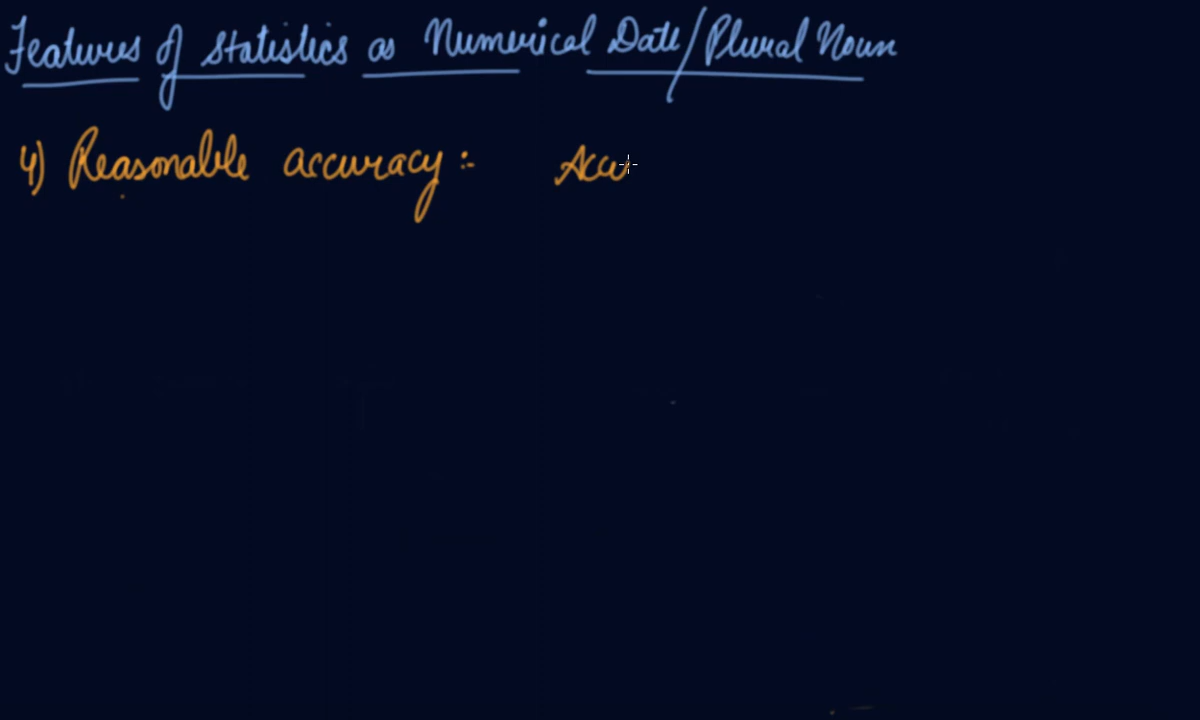 Features of Statistics as Numerical Data/Plural Noun
4) Reasonable accuracy :- Accu